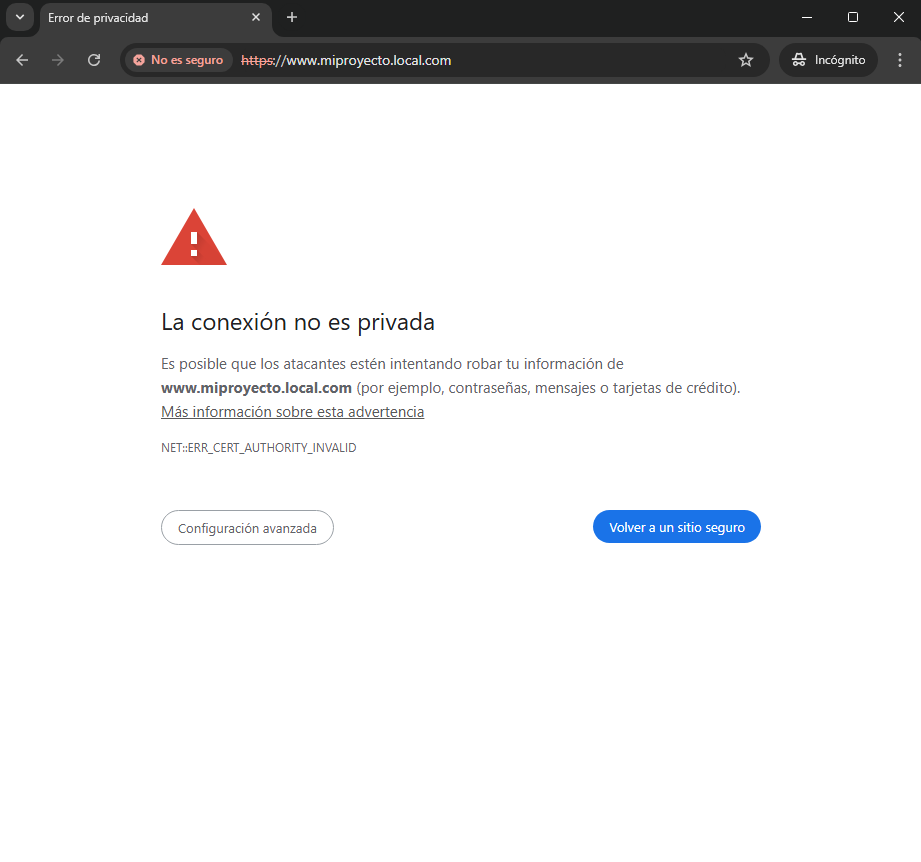 Error de privacidad
No es seguro https://www.miproyecto.local.com Incógnito
La conexión no es privada
Es posible que los atacantes estén intentando robar tu información de
www.miproyecto.local.com (por ejemplo, contraseñas, mensajes o tarjetas de crédito).
Más información sobre esta advertencia
NET::ERR_CERT_AUTHORITY_INVALID
Configuración avanzada Volver a un sitio seguro